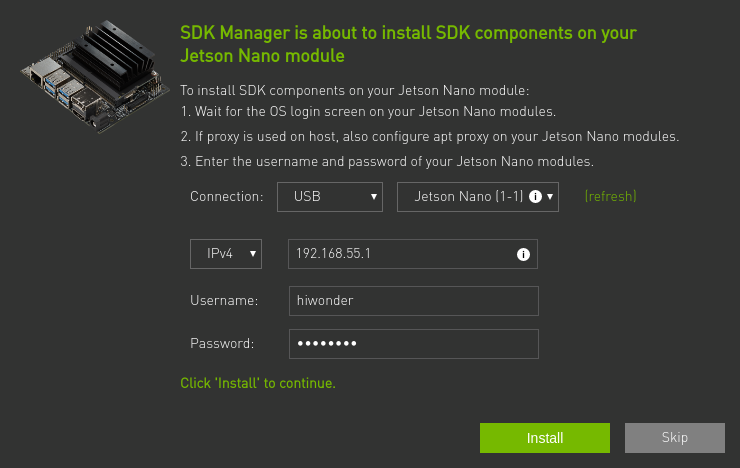 SDK Manager is about to install SDK components on your
Jetson Nano module
To install SDK components on your Jetson Nano module:
1. Wait for the OS login screen on your Jetson Nano modules.
2. If proxy is used on host, also configure apt proxy on your Jetson Nano modules.
3. Enter the username and password of your Jetson Nano modules.
Connection: USB Jetson Nano (1-1) (refresh)
IPv4 192.168.55.1
Username: hiwonder
Password: ••••••••
Click 'Install' to continue.
Install Skip